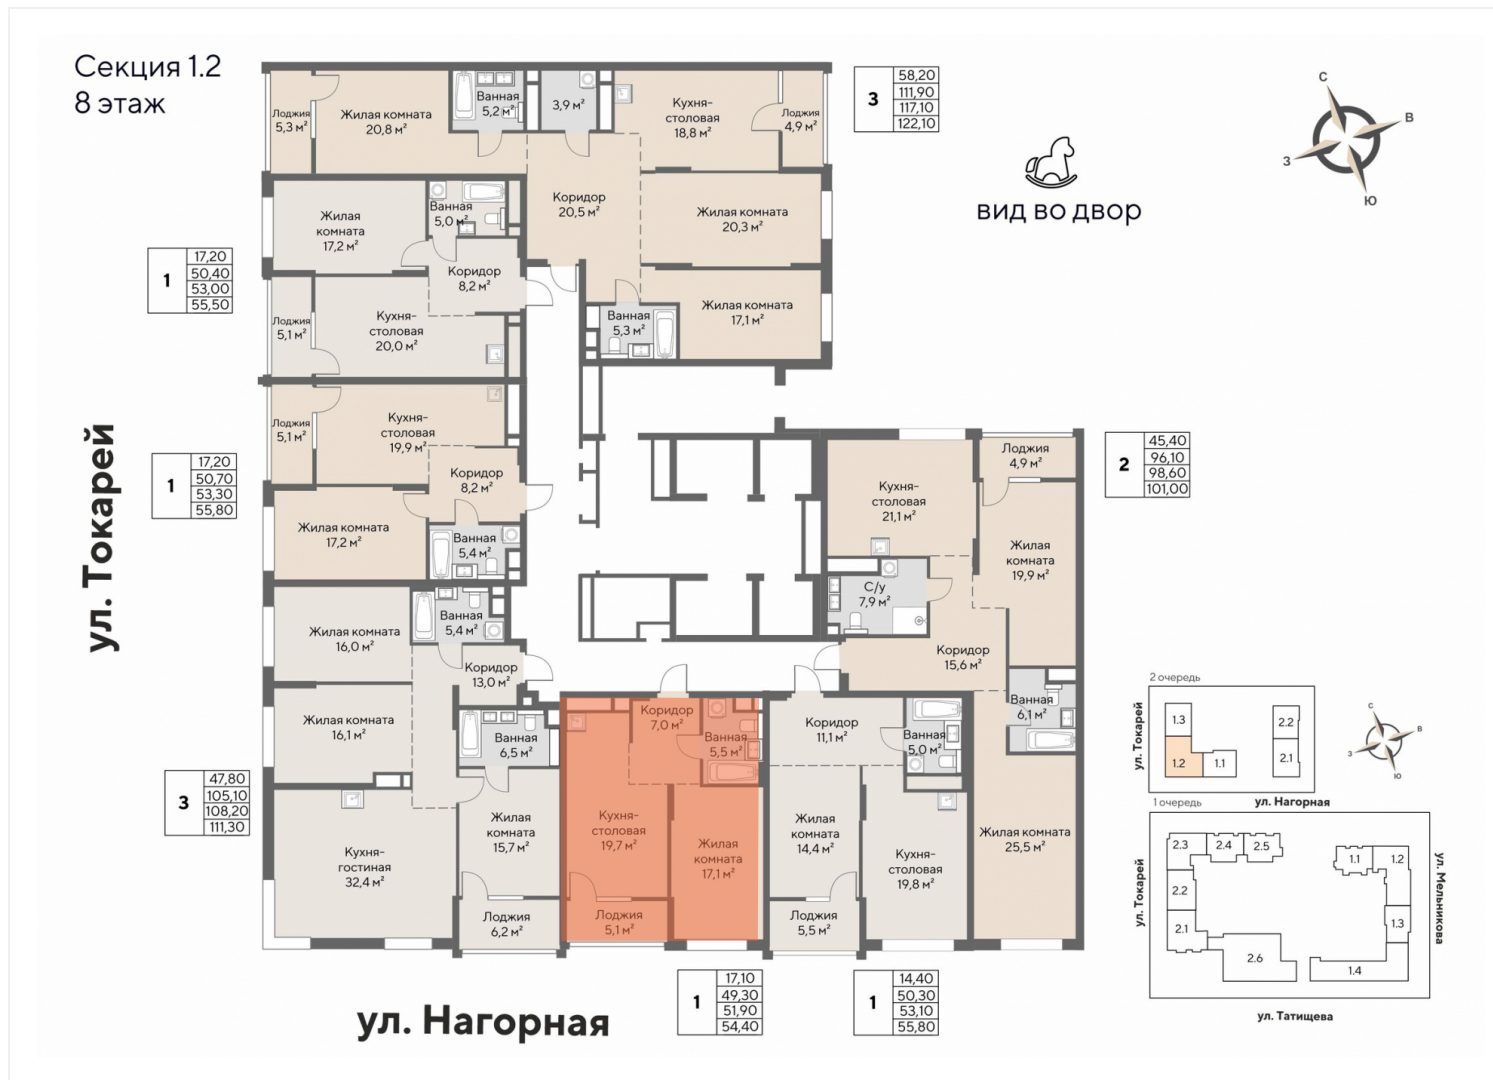 Секция 1.2
8 этаж
58,20
3
111,90
117,10
122,10
С
В
З
Ю
вид во двор
Лоджия
5,3 м²
Жилая комната
20,8 м²
Ванная
5,2 м²
3,9 м²
Кухня-
столовая
18,8 м²
Лоджия
4,9 м²
Коридор
20,5 м²
Жилая комната
20,3 м²
Жилая комната
17,1 м²
Ванная
5,3 м²
Жилая
комната
17,2 м²
Ванная
5,0 м²
Коридор
8,2 м²
Лоджия
5,1 м²
Кухня-
столовая
20,0 м²
1
17,20
50,40
53,00
55,50
Лоджия
5,1 м²
Кухня-
столовая
19,9 м²
Коридор
8,2 м²
Жилая комната
17,2 м²
Ванная
5,4 м²
1
17,20
50,70
53,30
55,80
ул. Токарей
Жилая комната
16,0 м²
Ванная
5,4 м²
Коридор
13,0 м²
Жилая комната
16,1 м²
Ванная
6,5 м²
Кухня-
гостиная
32,4 м²
Жилая
комната
15,7 м²
Лоджия
6,2 м²
3
47,80
105,10
108,20
111,30
Коридор
7,0 м²
Ванная
5,5 м²
Кухня-
столовая
19,7 м²
Жилая
комната
17,1 м²
Лоджия
5,1 м²
1
17,10
49,30
51,90
54,40
Коридор
11,1 м²
Ванная
5,0 м²
Жилая
комната
14,4 м²
Кухня-
столовая
19,8 м²
Лоджия
5,5 м²
1
14,40
50,30
53,10
55,80
Кухня-
столовая
21,1 м²
Лоджия
4,9 м²
Жилая
комната
19,9 м²
С/у
7,9 м²
Коридор
15,6 м²
Ванная
6,1 м²
Жилая комната
25,5 м²
2
45,40
96,10
98,60
101,00
ул. Нагорная
2 очередь
ул. Токарей
1.3
1.2
1.1
2.2
2.1
С
В
З
Ю
ул. Нагорная
1 очередь
ул. Токарей
2.3
2.4
2.5
2.2
2.1
2.6
1.1
1.2
1.3
1.4
ул. Мельникова
ул. Татищева